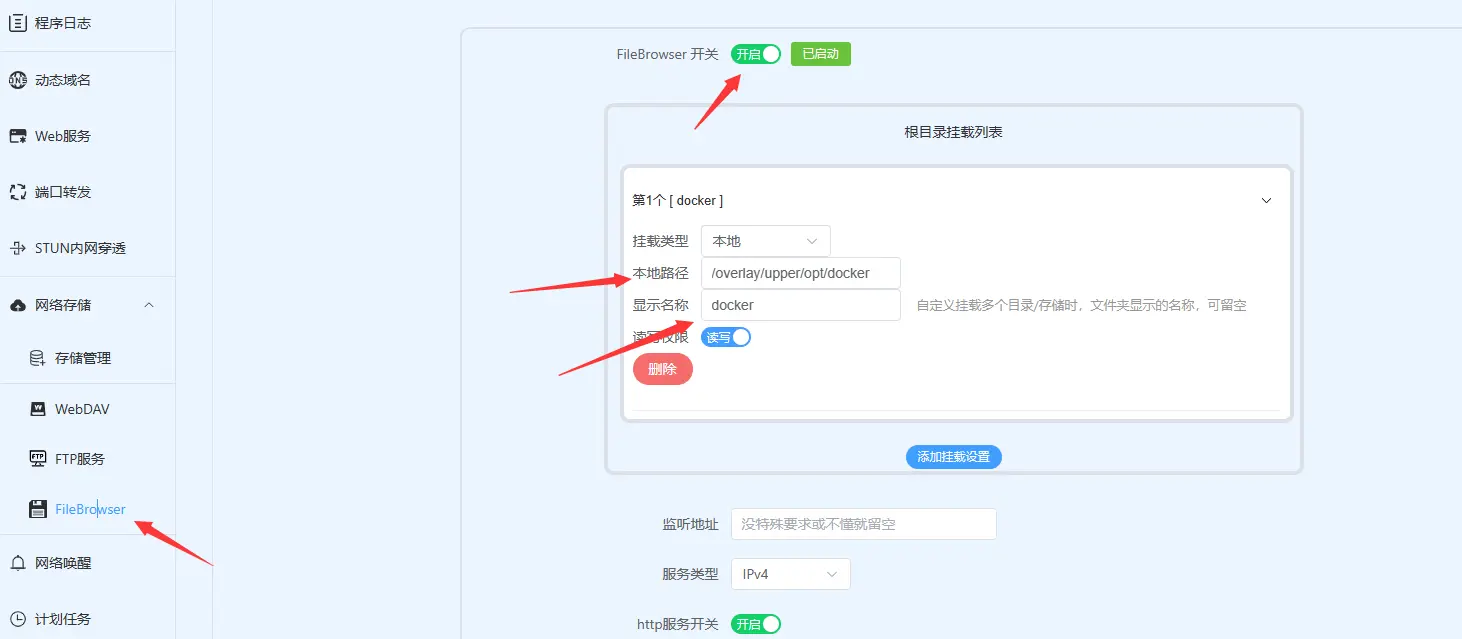 程序日志
动态域名
Web服务
端口转发
STUN内网穿透
网络存储
存储管理
WebDAV
FTP服务
FileBrowser
网络唤醒
计划任务
FileBrowser 开关 开启 已启动
根目录挂载列表
第1个 [ docker ]
挂载类型 本地
本地路径 /overlay/upper/opt/docker
显示名称 docker 自定义挂载多个目录/存储时，文件夹显示的名称，可留空
读写权限 读写
删除
添加挂载设置
监听地址 没特殊要求或不懂就留空
服务类型 IPv4
http服务开关 开启